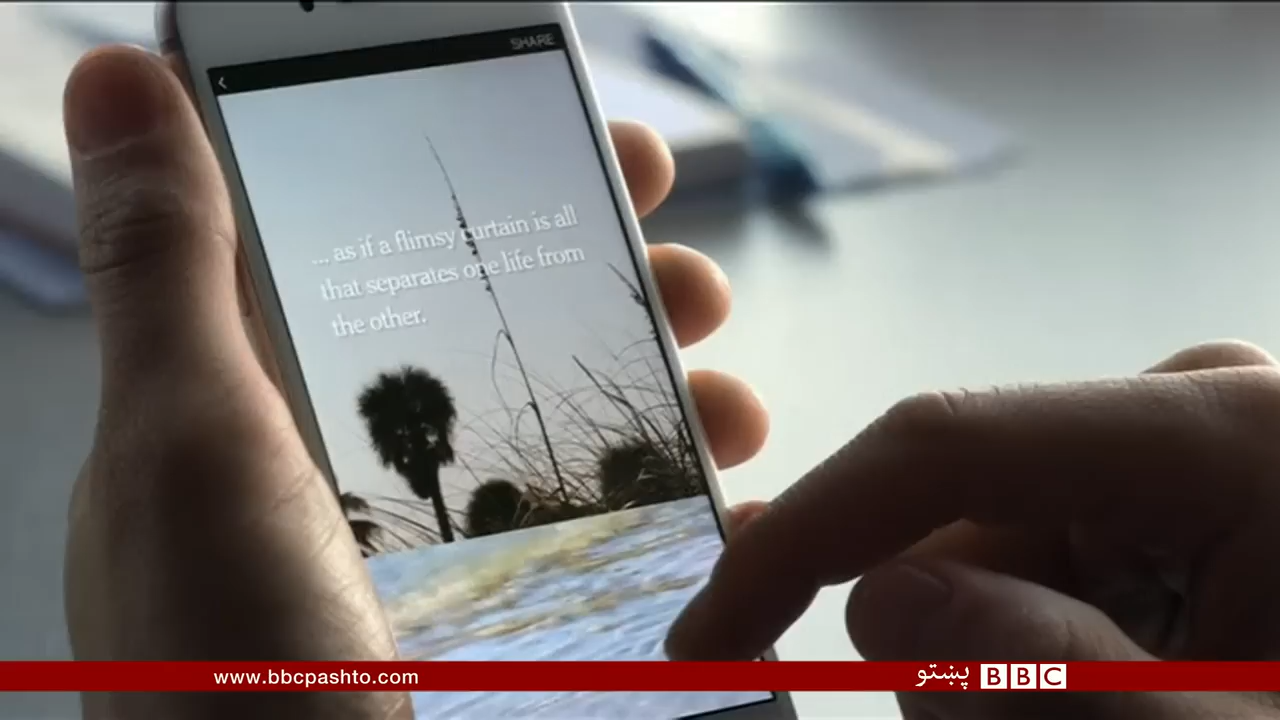 SHARE
... as if a flimsy curtain is all
that separates one life from
the other.
www.bbcpashto.com
پښتو BBC